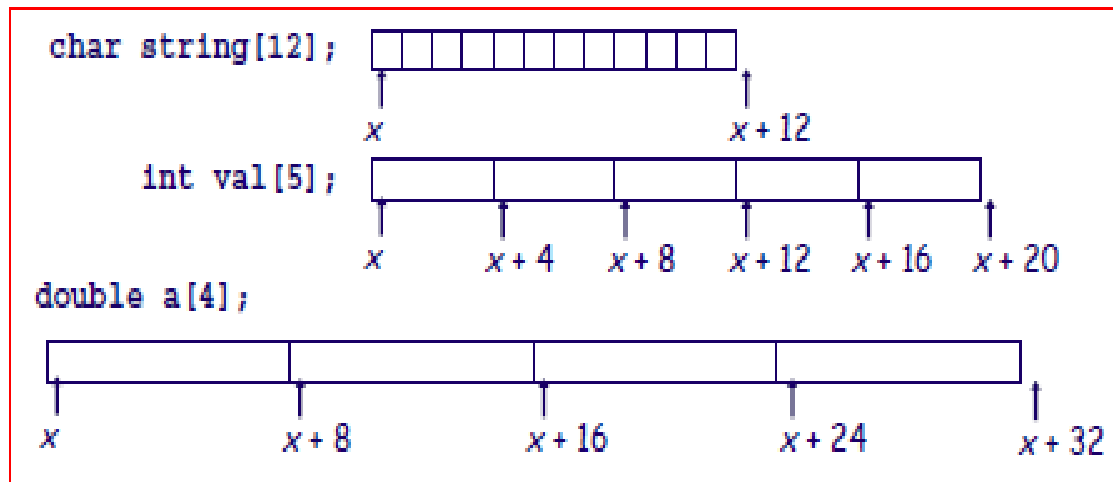 char string[12];
x x + 12
int val[5];
x x + 4 x + 8 x + 12 x + 16 x + 20
double a[4];
x x + 8 x + 16 x + 24 x + 32